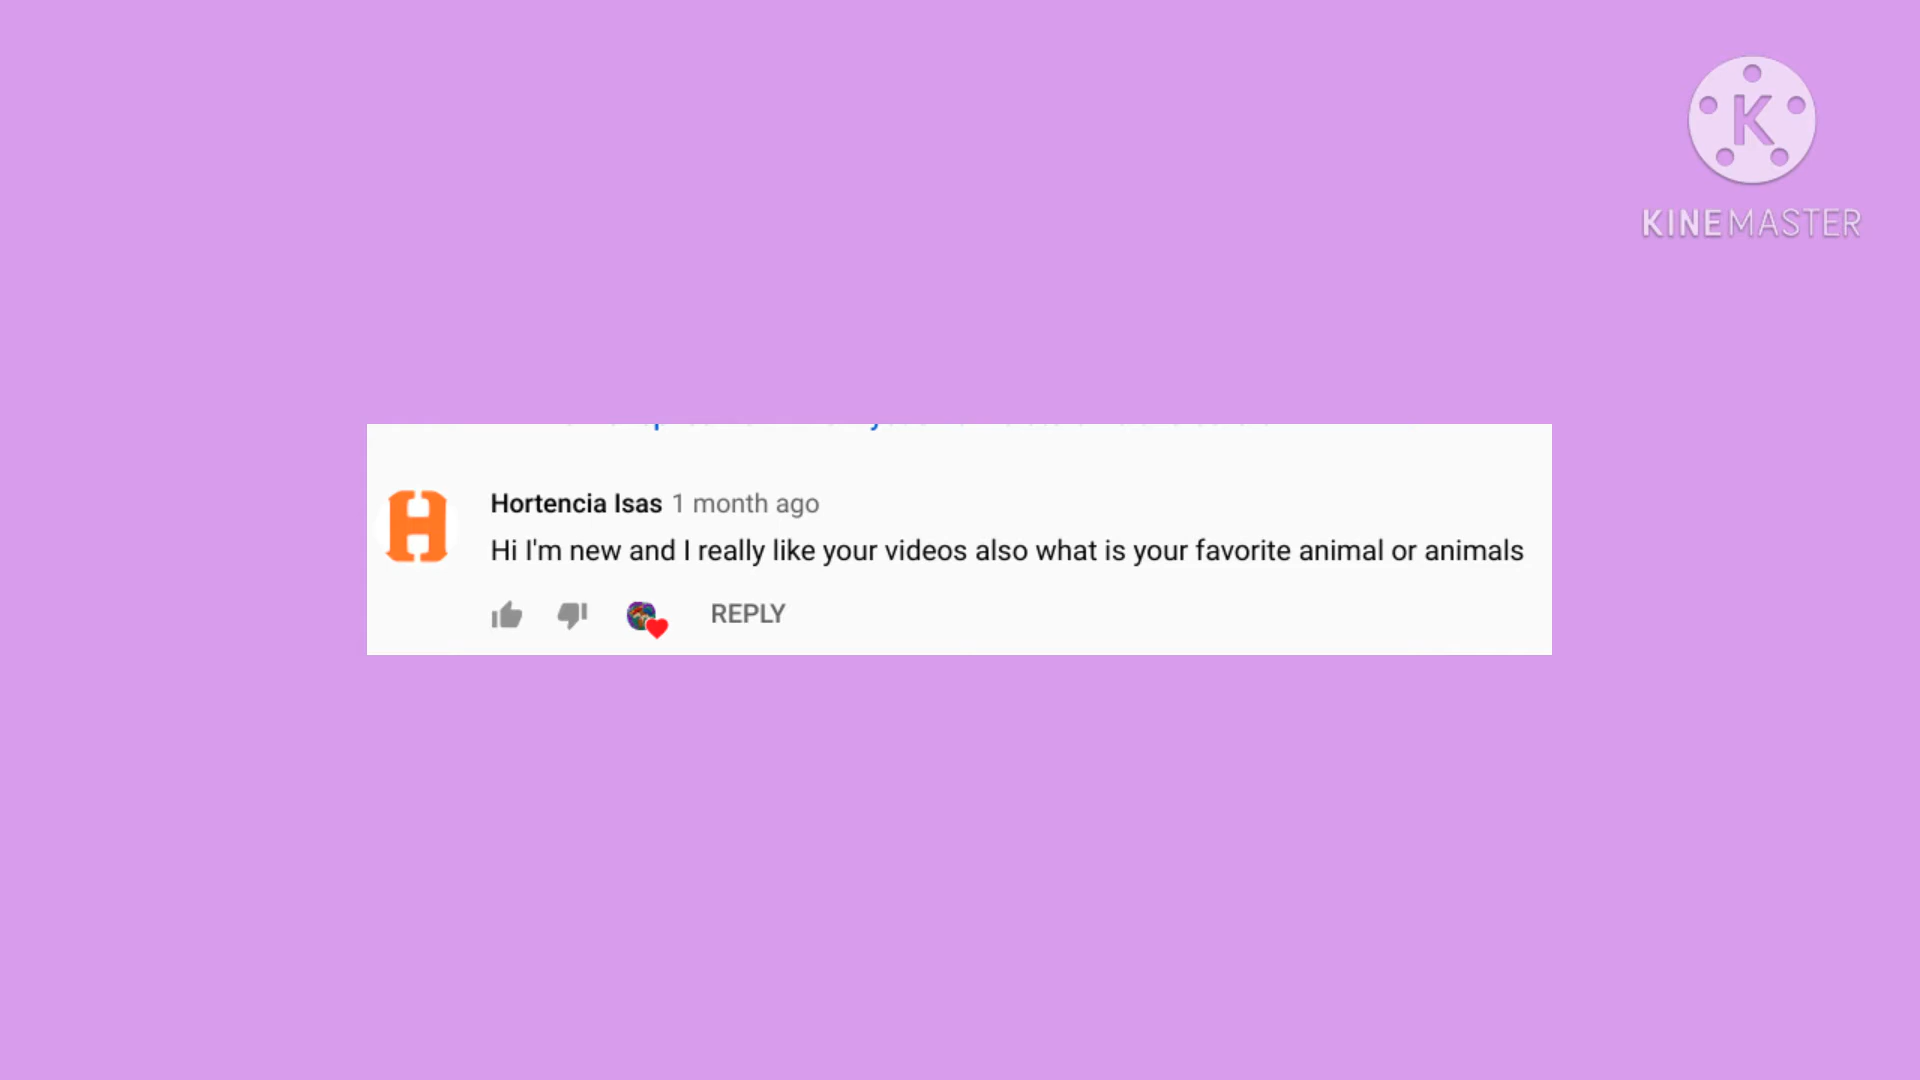 K
KINEMASTER
H
Hortencia Isas 1 month ago
Hi I'm new and I really like your videos also what is your favorite animal or animals
REPLY